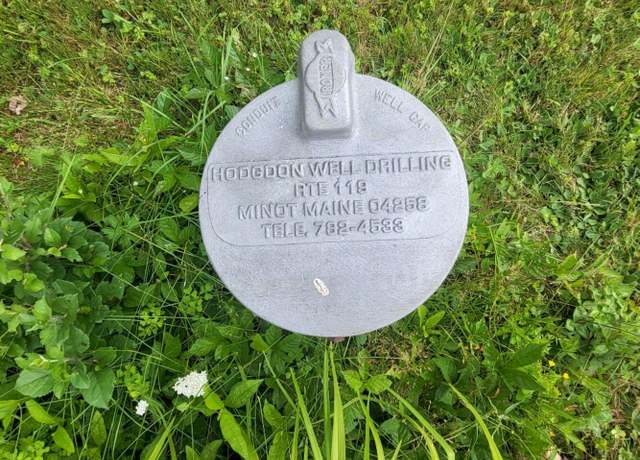 CONDUIT WELL CAP
HODGDON WELL DRILLING
RTE 119
MINOT MAINE 04258
TELE. 782-4533